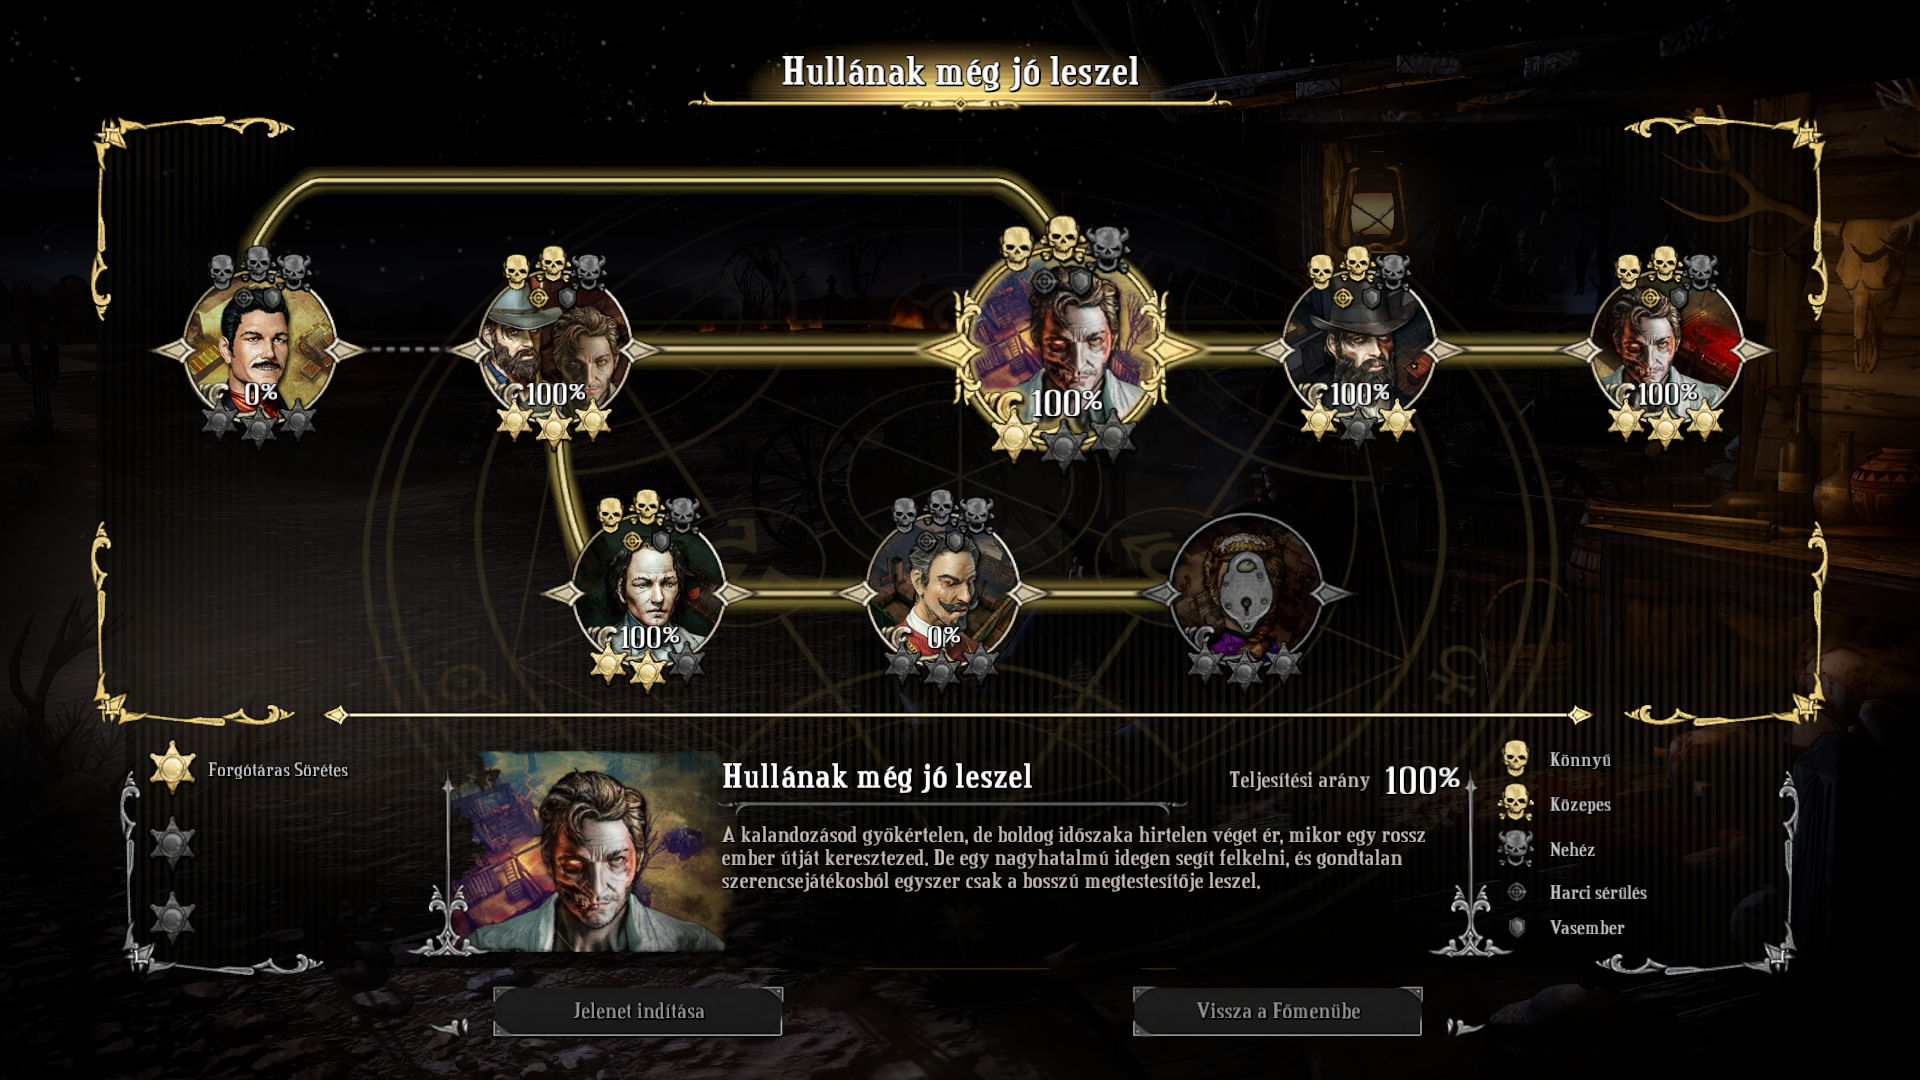 Hullának még jó leszel
0%
100%
100%
100%
100%
100%
0%
Forgótáras Sörétes
Hullának még jó leszel
Teljesítési arány 100%
A kalandozásod gyökértelen, de boldog időszaka hirtelen véget ér, mikor egy rossz
ember útját keresztezed. De egy nagyhatalmú idegen segít felkelni, és gondtalan
szerencsejátékosból egyszer csak a bosszú megtestesítője leszel.
Könnyű
Közepes
Nehéz
Harci sérülés
Vasember
Jelenet indítása
Vissza a Főmenübe